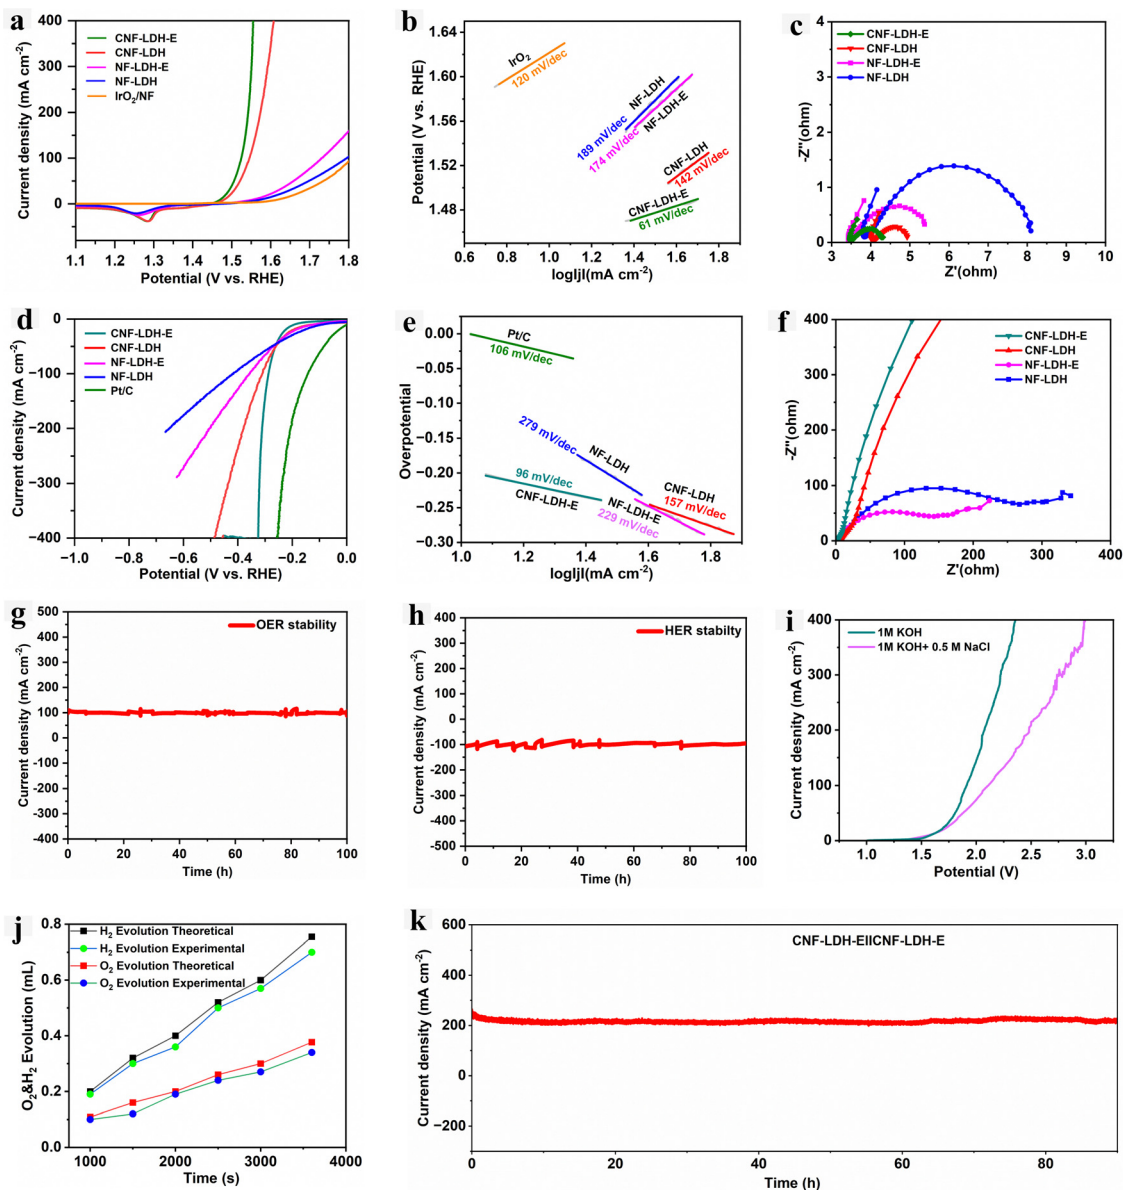 a
400
300
200
100
0
1.1 1.2 1.3 1.4 1.5 1.6 1.7 1.8
Current density (mA cm⁻²)
Potential (V vs. RHE)
CNF-LDH-E
CNF-LDH
NF-LDH-E
NF-LDH
IrO₂/NF
b
1.64
1.60
1.56
1.52
1.48
0.6 0.8 1.0 1.2 1.4 1.6 1.8 2.0
Potential (V vs. RHE)
logIjI(mA cm⁻²)
IrO₂
120 mV/dec
NF-LDH
189 mV/dec
NF-LDH-E
174 mV/dec
CNF-LDH
142 mV/dec
CNF-LDH-E
61 mV/dec
c
4
3
2
1
0
3 4 5 6 7 8 9 10
-Z"(ohm)
Z'(ohm)
CNF-LDH-E
CNF-LDH
NF-LDH-E
NF-LDH
d
0
−100
−200
−300
−400
−1.0 −0.8 −0.6 −0.4 −0.2 0.0
Current density (mA cm⁻²)
Potential (V vs. RHE)
CNF-LDH-E
CNF-LDH
NF-LDH-E
NF-LDH
Pt/C
e
0.00
−0.05
−0.10
−0.15
−0.20
−0.25
−0.30
1.0 1.2 1.4 1.6 1.8
Overpotential
logIjI(mA cm⁻²)
Pt/C
106 mV/dec
279 mV/dec
NF-LDH
96 mV/dec
CNF-LDH-E
NF-LDH-E
229 mV/dec
CNF-LDH
157 mV/dec
f
400
300
200
100
0
0 100 200 300 400
-Z"(ohm)
Z'(ohm)
CNF-LDH-E
CNF-LDH
NF-LDH-E
NF-LDH
g
500
400
300
200
100
0
-100
-200
-300
-400
0 20 40 60 80 100
Current density (mA cm⁻²)
Time (h)
OER stability
h
400
300
200
100
0
-100
-200
-300
-400
-500
0 20 40 60 80 100
Current density (mA cm⁻²)
Time (h)
HER stabilty
i
400
300
200
100
0
1.0 1.5 2.0 2.5 3.0
Current desnity (mA cm⁻²)
Potential (V)
1M KOH
1M KOH+ 0.5 M NaCl
j
0.8
0.6
0.4
0.2
0.0
1000 2000 3000 4000
O₂&H₂ Evolution (mL)
Time (s)
H₂ Evolution Theoretical
H₂ Evolution Experimental
O₂ Evolution Theoretical
O₂ Evolution Experimental
k
600
400
200
0
−200
0 20 40 60 80
Current density (mA cm⁻²)
Time (h)
CNF-LDH-EIICNF-LDH-E